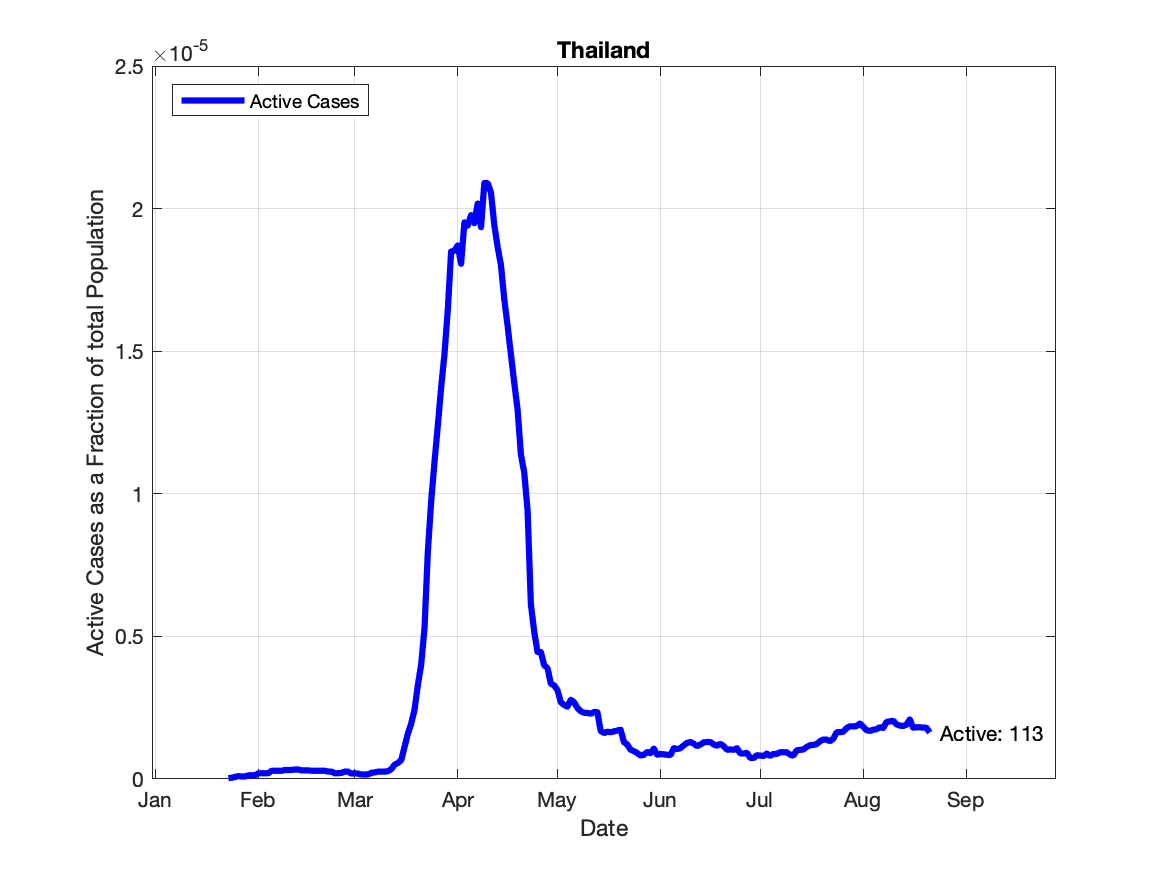 Thailand
×10⁻⁵
2.5
2
1.5
1
0.5
0
Active Cases
Active Cases as a Fraction of total Population
Active: 113
Jan Feb Mar Apr May Jun Jul Aug Sep
Date